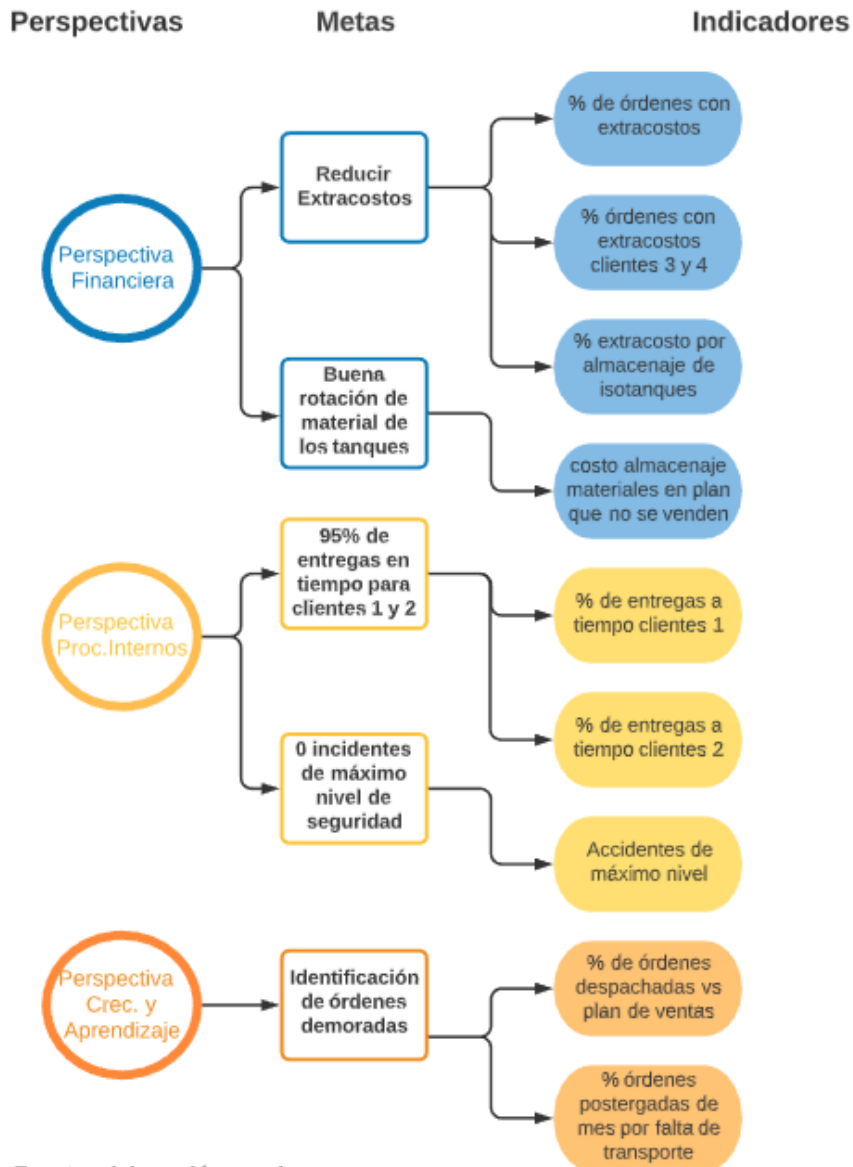 Perspectivas Metas Indicadores
Perspectiva
Financiera
Reducir
Extracostos
% de órdenes con
extracostos
% órdenes con
extracostos
clientes 3 y 4
% extracosto por
almacenaje de
isotanques
Buena
rotación de
material de
los tanques
costo almacenaje
materiales en plan
que no se venden
Perspectiva
Proc.Internos
95% de
entregas en
tiempo para
clientes 1 y 2
% de entregas a
tiempo clientes 1
% de entregas a
tiempo clientes 2
0 incidentes
de máximo
nivel de
seguridad
Accidentes de
máximo nivel
Perspectiva
Crec. y
Aprendizaje
Identificación
de órdenes
demoradas
% de órdenes
despachadas vs
plan de ventas
% órdenes
postergadas de
mes por falta de
transporte